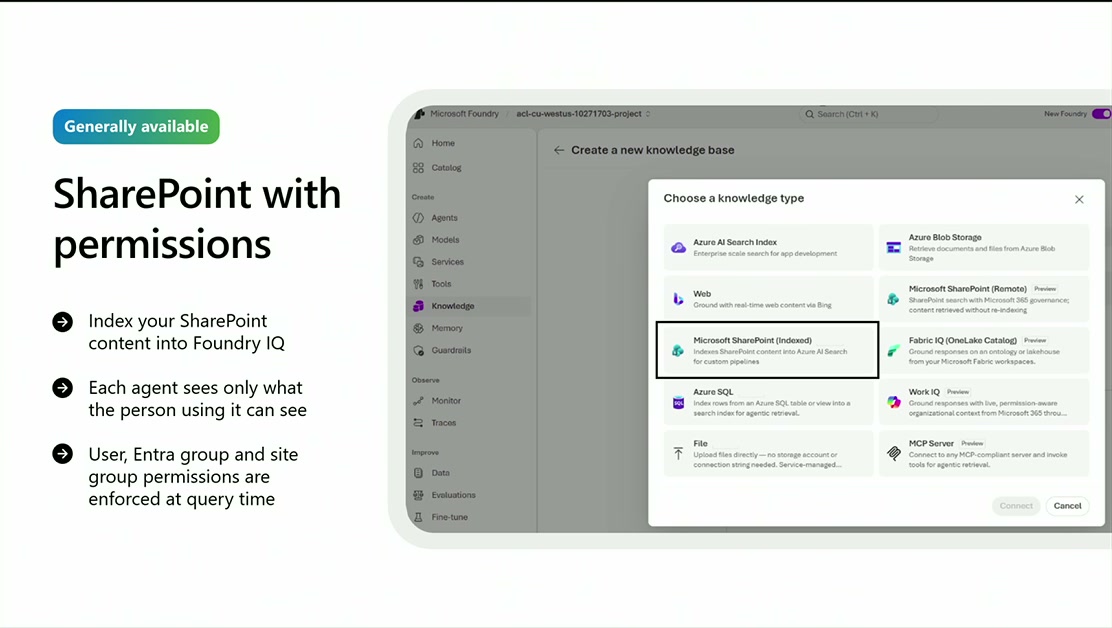 Generally available
SharePoint with
permissions
Index your SharePoint
content into Foundry IQ
Each agent sees only what
the person using it can see
User, Entra group and site
group permissions are
enforced at query time
Microsoft Foundry / acl-cu-westus-10271703-project
Search (Ctrl + K)
New Foundry
Home
Catalog
Create
Agents
Models
Services
Tools
Knowledge
Memory
Guardrails
Observe
Monitor
Traces
Improve
Data
Evaluations
Fine-tune
Create a new knowledge base
Choose a knowledge type
Azure AI Search Index
Enterprise scale search for app development
Azure Blob Storage
Retrieve documents and files from Azure Blob
Storage
Web
Ground with real-time web content via Bing
Microsoft SharePoint (Remote) Preview
SharePoint search with Microsoft 365 governance;
content retrieved without re-indexing
Microsoft SharePoint (Indexed)
Indexes SharePoint content into Azure AI Search
for custom pipelines
Fabric IQ (OneLake Catalog) Preview
Ground responses on an ontology or lakehouse
from your Microsoft Fabric workspaces.
Azure SQL
SQL
Index rows from an Azure SQL table or view into a
search index for agentic retrieval.
Work IQ Preview
Ground responses with live, permission-aware
organizational context from Microsoft 365 throu...
File
Upload files directly — no storage account or
connection string needed. Service-managed...
MCP Server Preview
Connect to any MCP-compliant server and invoke
tools for agentic retrieval.
Connect
Cancel